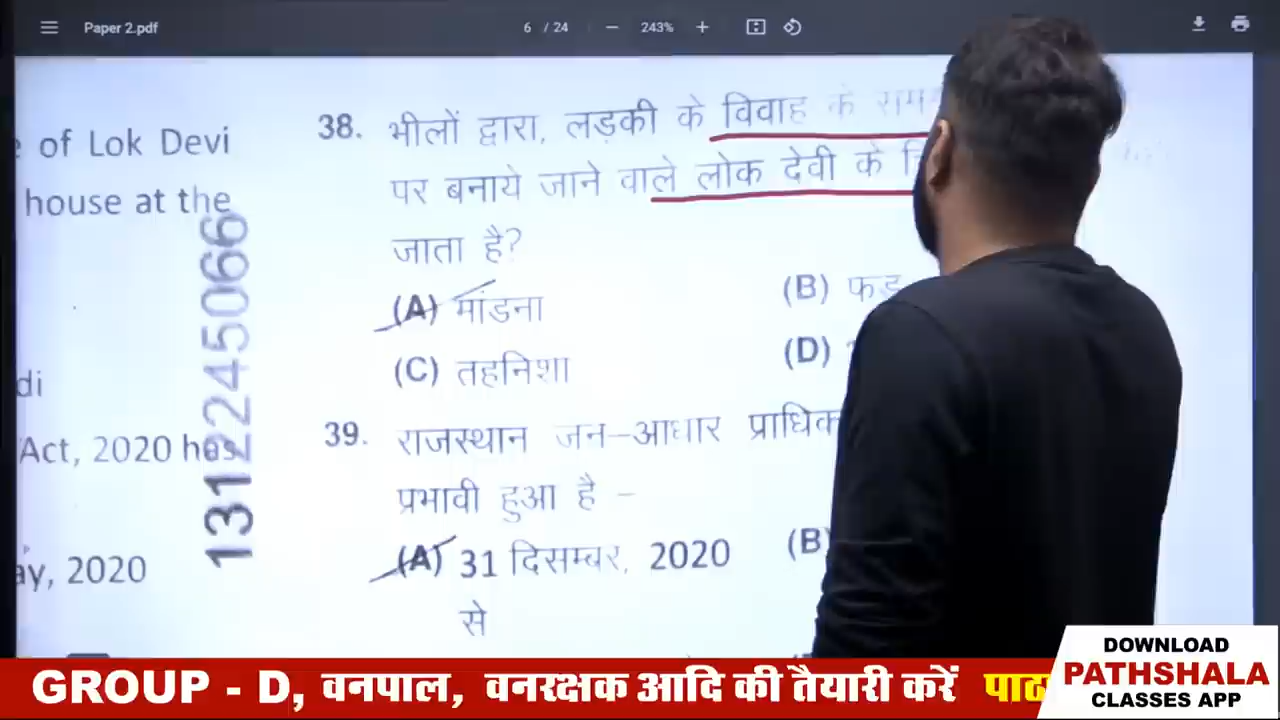 Paper 2.pdf
6 / 24
243%
of Lok Devi
house at the
di
Act, 2020 has
ay, 2020
1312245066
38. भीलों द्वारा, लड़की के विवाह के
पर बनाये जाने वाले लोक देवी के
जाता है?
(A) मांडना
(B) फड़
(C) तहनिशा
(D)
39. राजस्थान जन–आधार
प्रभावी हुआ है –
(A) 31 दिसम्बर, 2020
(B)
से
GROUP - D, वनपाल, वनरक्षक आदि की तैयारी करें
DOWNLOAD
PATHSHALA
CLASSES APP